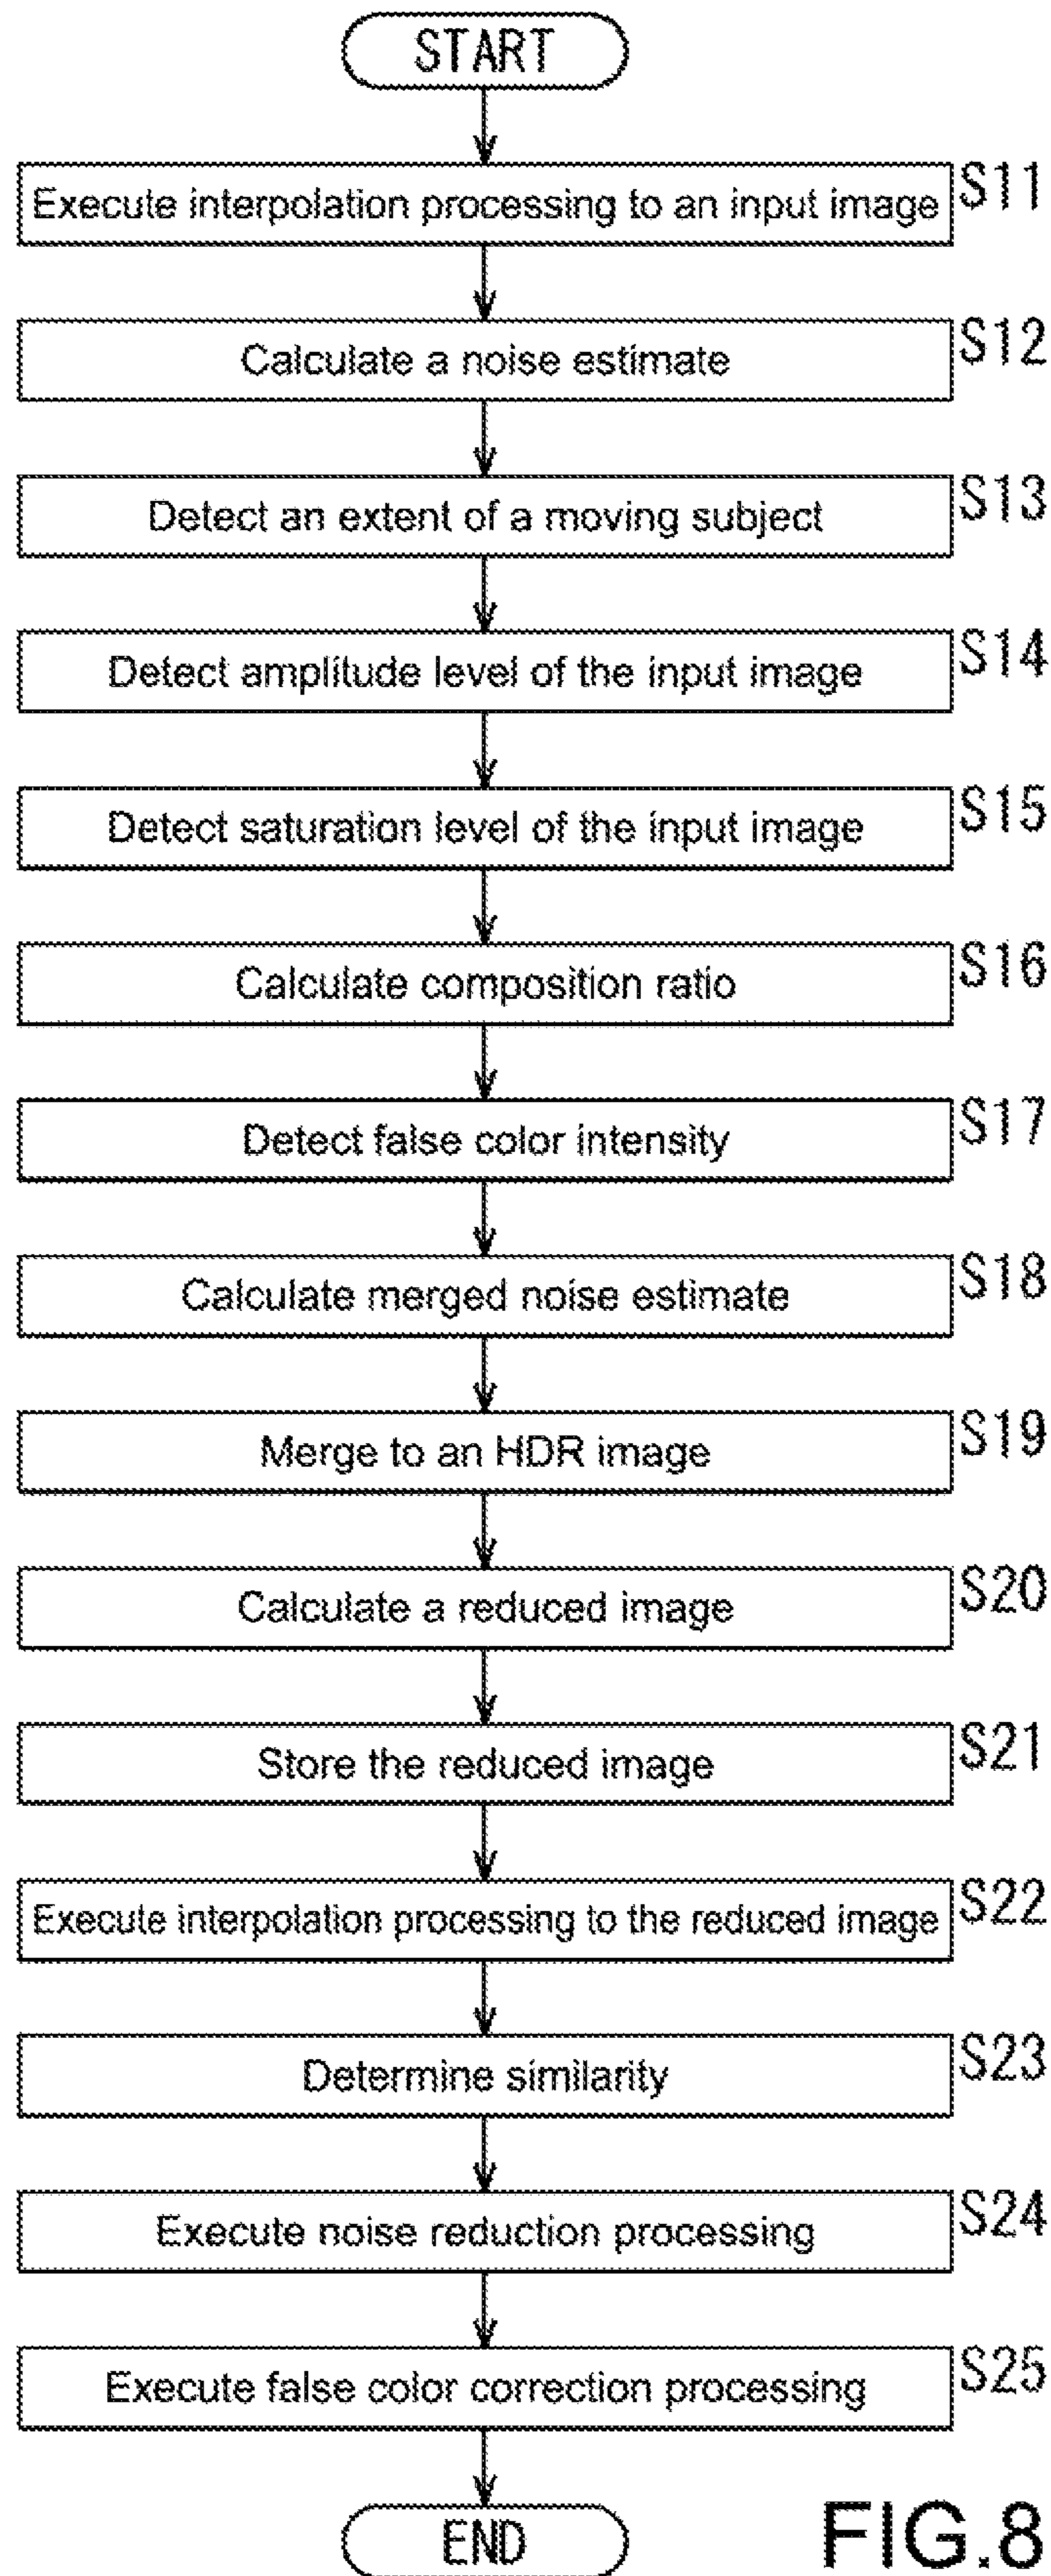 START
Execute interpolation processing to an input image S11
Calculate a noise estimate S12
Detect an extent of a moving subject S13
Detect amplitude level of the input image S14
Detect saturation level of the input image S15
Calculate composition ratio S16
Detect false color intensity S17
Calculate merged noise estimate S18
Merge to an HDR image S19
Calculate a reduced image S20
Store the reduced image S21
Execute interpolation processing to the reduced image S22
Determine similarity S23
Execute noise reduction processing S24
Execute false color correction processing S25
END
FIG.8